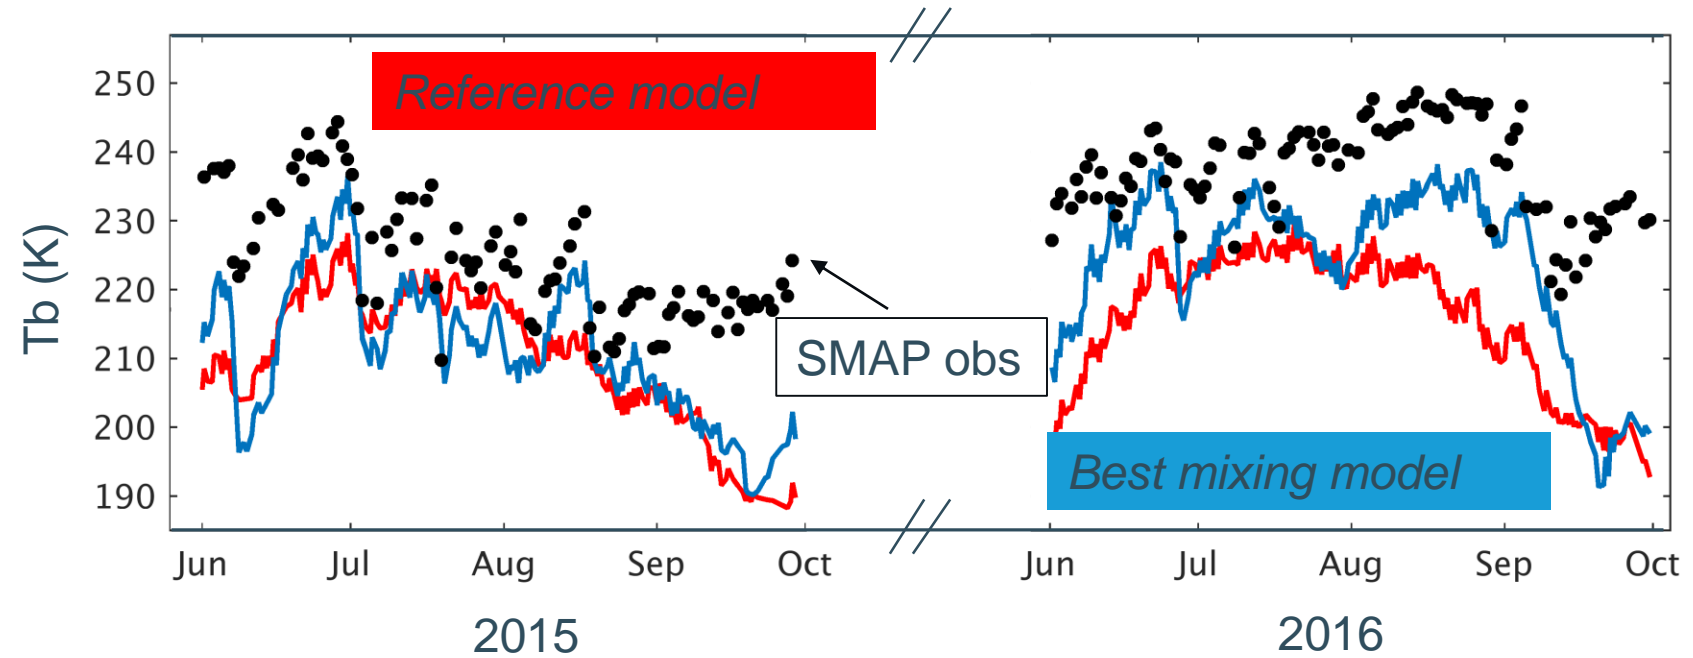 Tb (K)
250
240
230
220
210
200
190
Reference model
SMAP obs
Best mixing model
Jun Jul Aug Sep Oct Jun Jul Aug Sep Oct
2015 2016